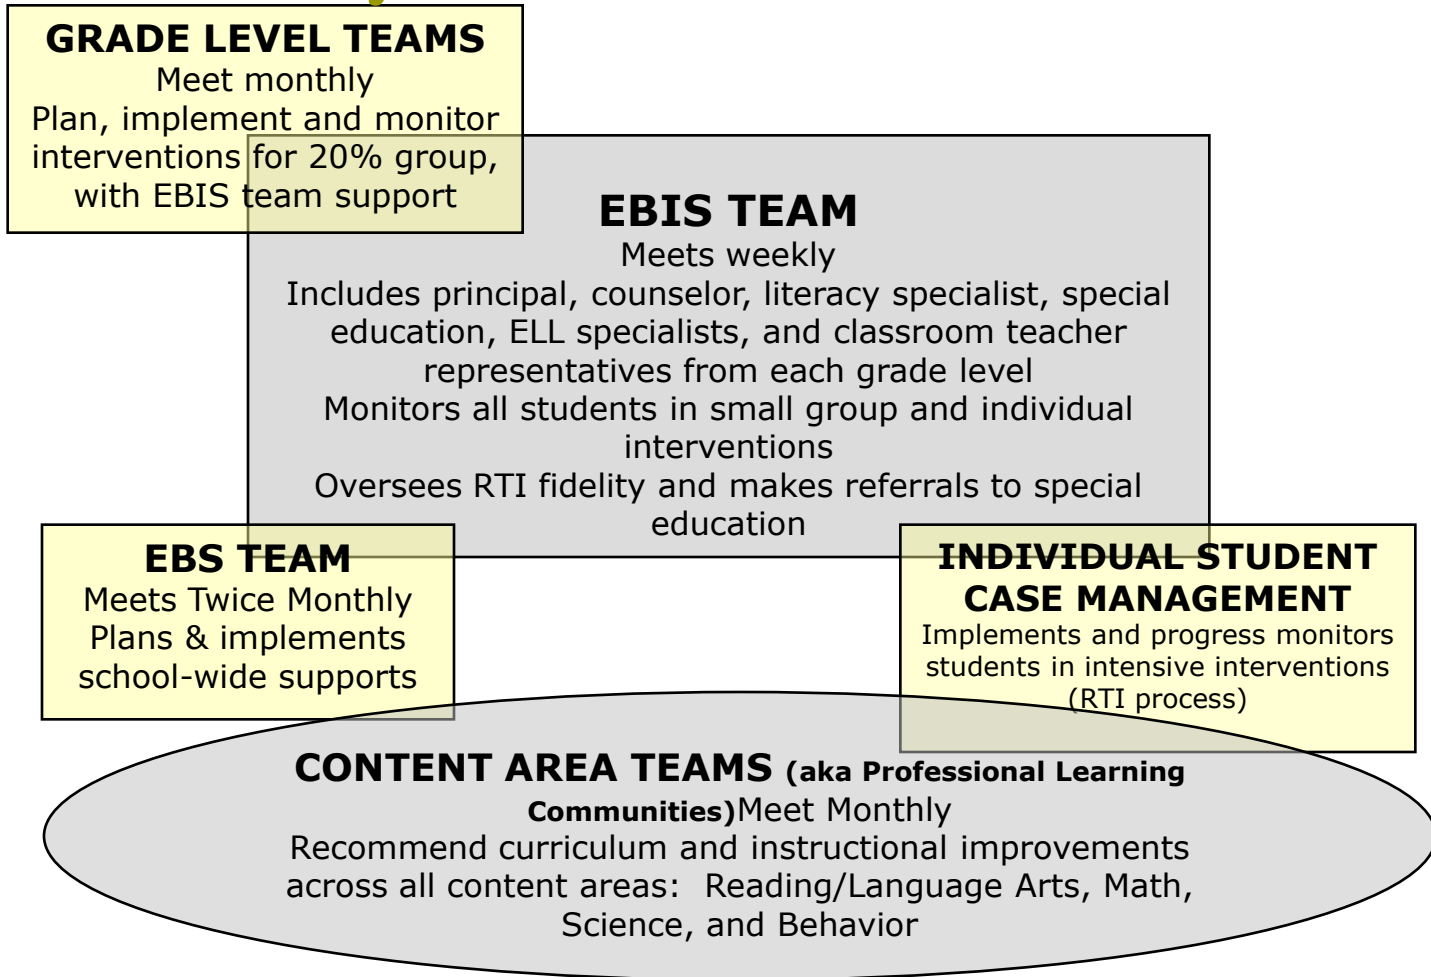 GRADE LEVEL TEAMS
Meet monthly
Plan, implement and monitor
interventions for 20% group,
with EBIS team support
EBIS TEAM
Meets weekly
Includes principal, counselor, literacy specialist, special
education, ELL specialists, and classroom teacher
representatives from each grade level
Monitors all students in small group and individual
interventions
Oversees RTI fidelity and makes referrals to special
education
EBS TEAM
Meets Twice Monthly
Plans & implements
school-wide supports
INDIVIDUAL STUDENT
CASE MANAGEMENT
Implements and progress monitors
students in intensive interventions
(RTI process)
CONTENT AREA TEAMS (aka Professional Learning
Communities)Meet Monthly
Recommend curriculum and instructional improvements
across all content areas:  Reading/Language Arts, Math,
Science, and Behavior